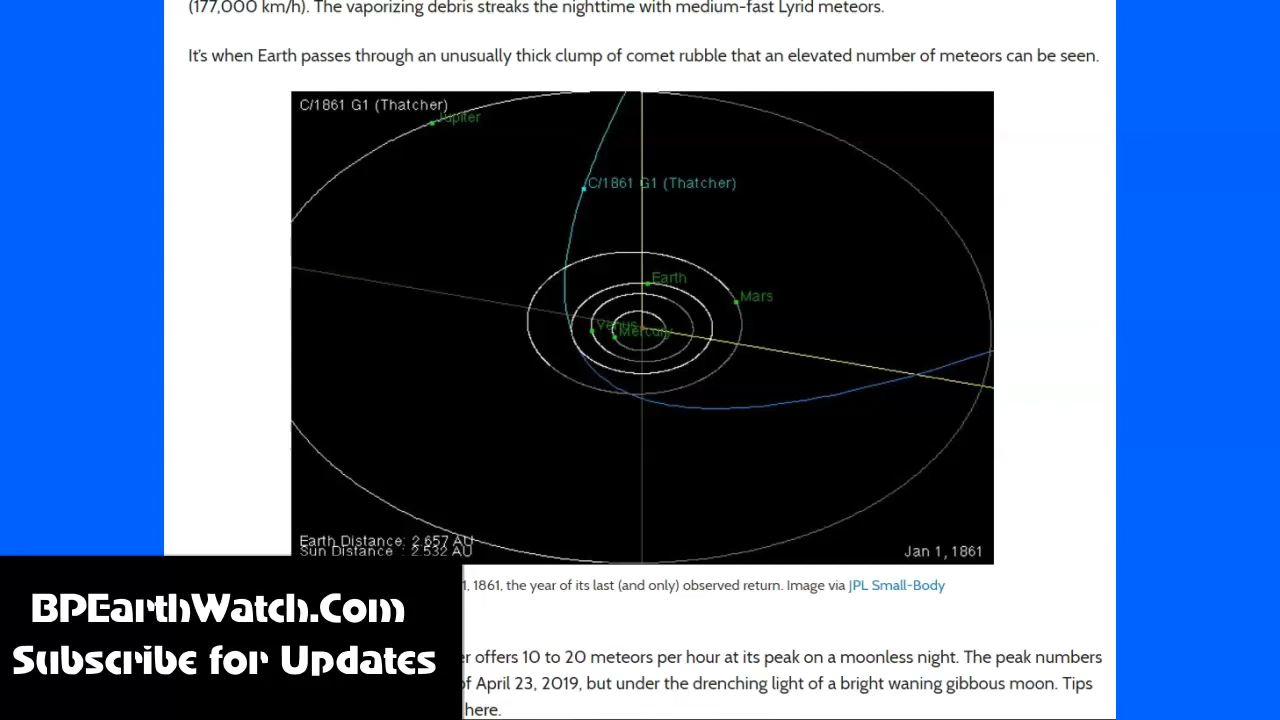 (177,000 km/h). The vaporizing debris streaks the nighttime with medium-fast Lyrid meteors.
It's when Earth passes through an unusually thick clump of comet rubble that an elevated number of meteors can be seen.
C/1861 G1 (Thatcher)
Jupiter
C/1861 G1 (Thatcher)
Earth
Mars
Venus
Mercury
Earth Distance: 2.657 AU
Sun Distance : 2.532 AU
Jan 1, 1861
1, 1861, the year of its last (and only) observed return. Image via JPL Small-Body
BPEarthWatch.Com
Subscribe for Updates
er offers 10 to 20 meteors per hour at its peak on a moonless night. The peak numbers
of April 23, 2019, but under the drenching light of a bright waning gibbous moon. Tips
here.